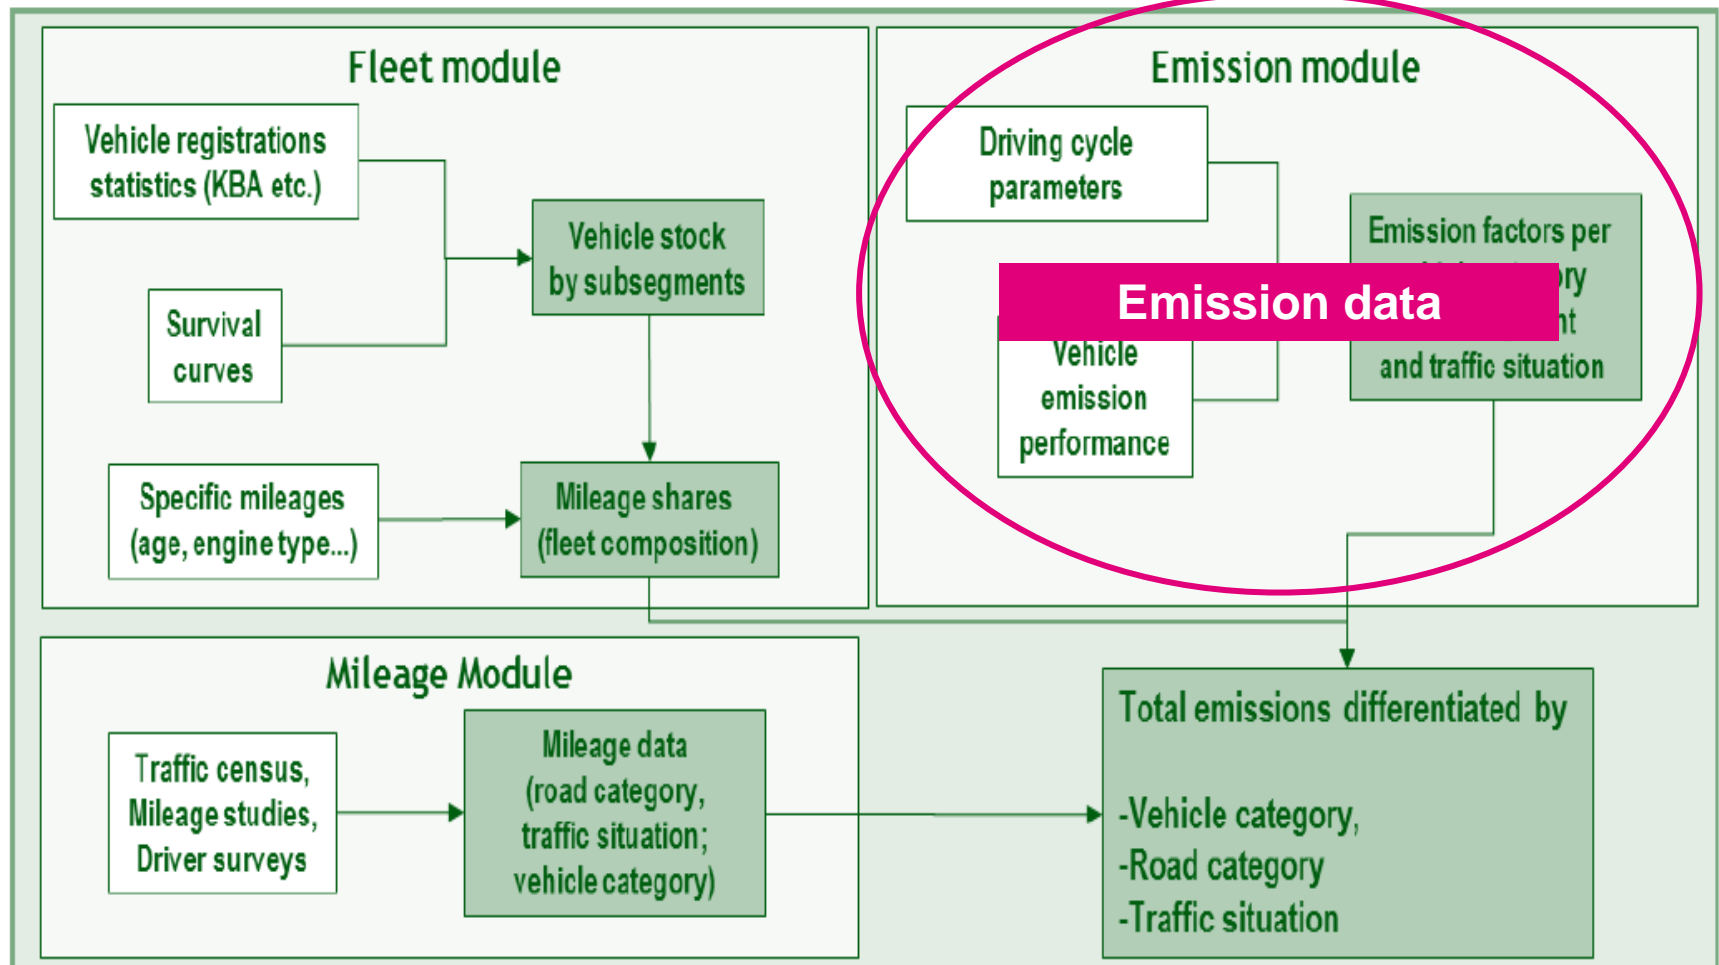 Fleet module
Vehicle registrations
statistics (KBA etc.)
Vehicle stock
by subsegments
Survival
curves
Specific mileages
(age, engine type...)
Mileage shares
(fleet composition)
Emission module
Driving cycle
parameters
Emission factors per
Emission data
and traffic situation
Vehicle
emission
performance
Mileage Module
Traffic census,
Mileage studies,
Driver surveys
Mileage data
(road category,
traffic situation;
vehicle category)
Total emissions differentiated by
-Vehicle category,
-Road category
-Traffic situation